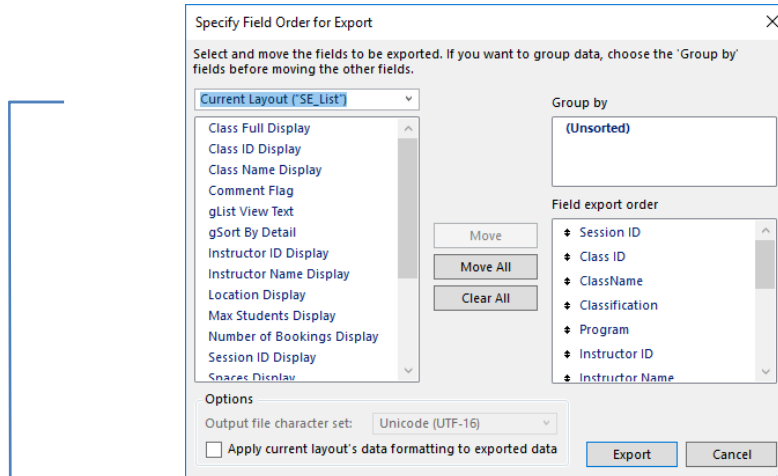 Specify Field Order for Export
Select and move the fields to be exported. If you want to group data, choose the 'Group by'
fields before moving the other fields.
Current Layout ("SE_List")
Class Full Display
Class ID Display
Class Name Display
Comment Flag
gList View Text
gSort By Detail
Instructor ID Display
Instructor Name Display
Location Display
Max Students Display
Number of Bookings Display
Session ID Display
Spaces Display
Move
Move All
Clear All
Group by
(Unsorted)
Field export order
Session ID
Class ID
ClassName
Classification
Program
Instructor ID
Instructor Name
Options
Output file character set: Unicode (UTF-16)
Apply current layout's data formatting to exported data
Export
Cancel